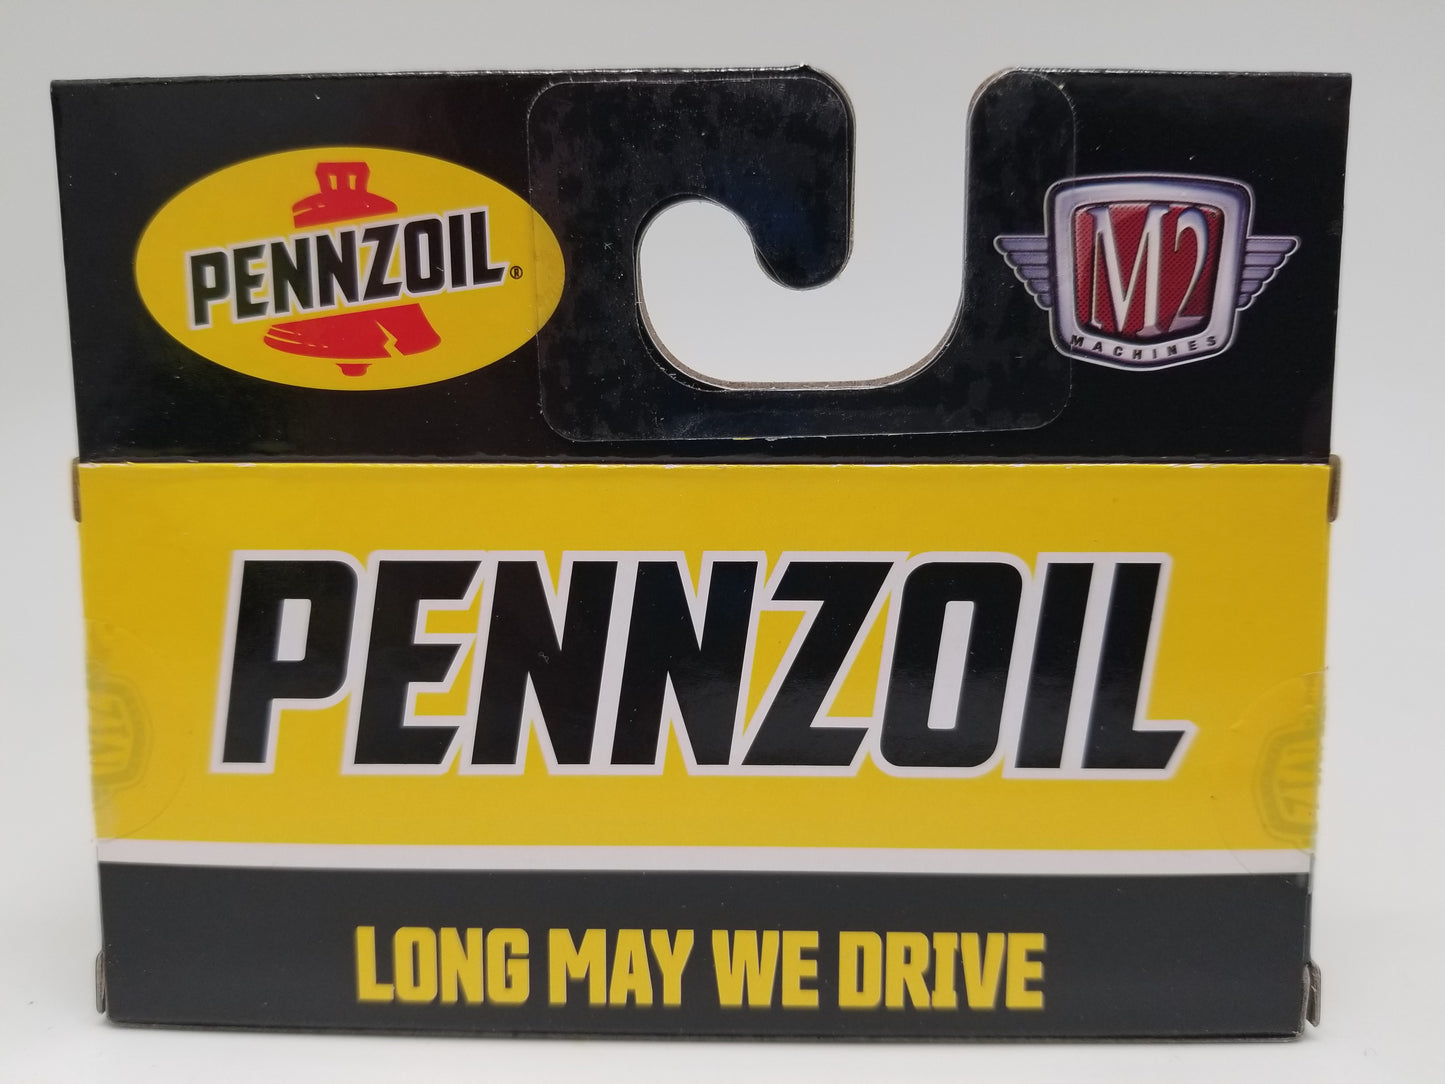 PENNZOIL®
M2
MACHINES
PENNZOIL
LONG MAY WE DRIVE